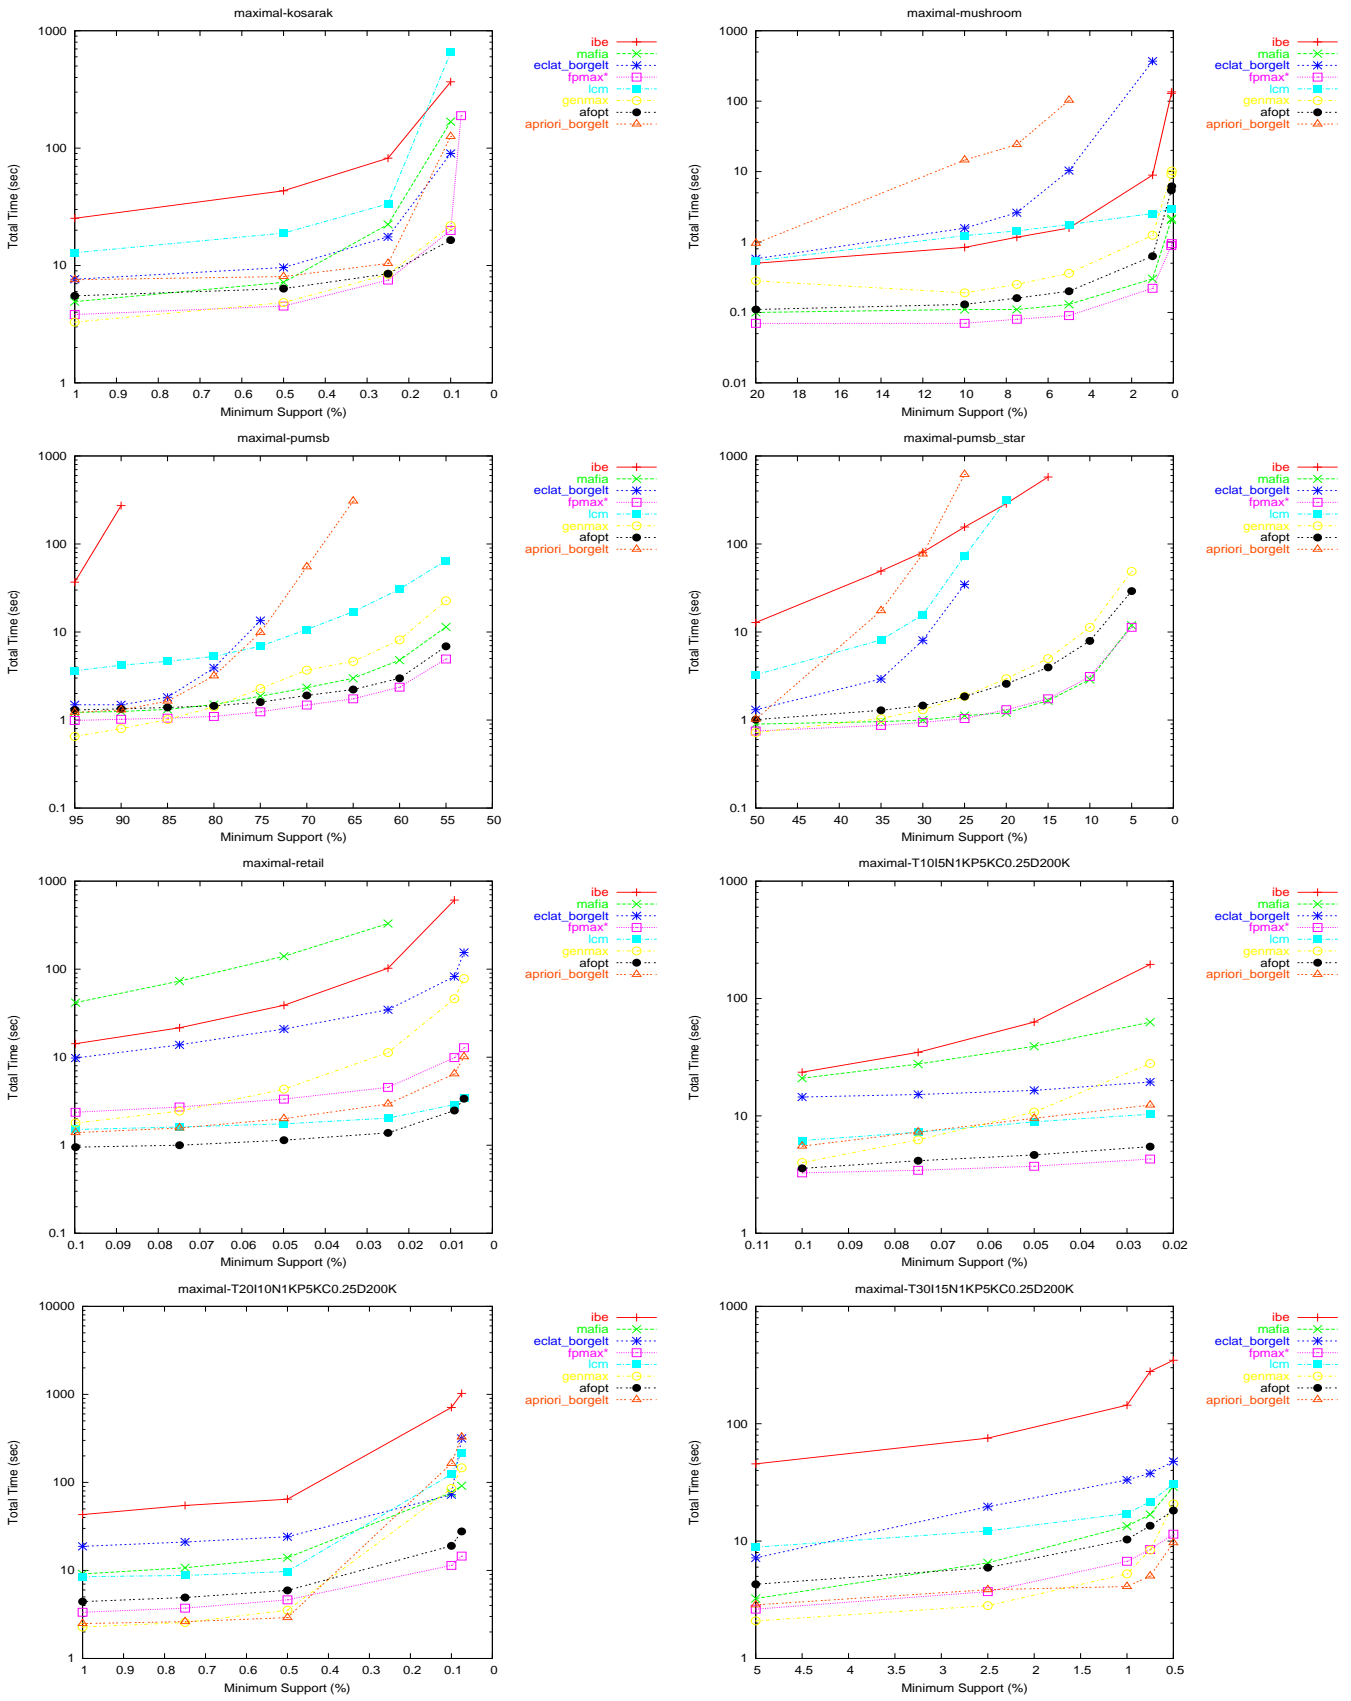 maximal-kosarak
1000
100
10
1
Total Time (sec)
1 0.9 0.8 0.7 0.6 0.5 0.4 0.3 0.2 0.1 0
Minimum Support (%)
ibe
mafia
eclat_borgelt
fpmax*
lcm
genmax
afopt
apriori_borgelt
maximal-mushroom
1000
100
10
1
0.1
0.01
Total Time (sec)
20 18 16 14 12 10 8 6 4 2 0
Minimum Support (%)
ibe
mafia
eclat_borgelt
fpmax*
lcm
genmax
afopt
apriori_borgelt
maximal-pumsb
1000
100
10
1
0.1
Total Time (sec)
95 90 85 80 75 70 65 60 55 50
Minimum Support (%)
ibe
mafia
eclat_borgelt
fpmax*
lcm
genmax
afopt
apriori_borgelt
maximal-pumsb_star
1000
100
10
1
0.1
Total Time (sec)
50 45 40 35 30 25 20 15 10 5 0
Minimum Support (%)
ibe
mafia
eclat_borgelt
fpmax*
lcm
genmax
afopt
apriori_borgelt
maximal-retail
1000
100
10
1
0.1
Total Time (sec)
0.1 0.09 0.08 0.07 0.06 0.05 0.04 0.03 0.02 0.01 0
Minimum Support (%)
ibe
mafia
eclat_borgelt
fpmax*
lcm
genmax
afopt
apriori_borgelt
maximal-T10I5N1KP5KC0.25D200K
1000
100
10
1
Total Time (sec)
0.11 0.1 0.09 0.08 0.07 0.06 0.05 0.04 0.03 0.02
Minimum Support (%)
ibe
mafia
eclat_borgelt
fpmax*
lcm
genmax
afopt
apriori_borgelt
maximal-T20I10N1KP5KC0.25D200K
10000
1000
100
10
1
Total Time (sec)
1 0.9 0.8 0.7 0.6 0.5 0.4 0.3 0.2 0.1 0
Minimum Support (%)
ibe
mafia
eclat_borgelt
fpmax*
lcm
genmax
afopt
apriori_borgelt
maximal-T30I15N1KP5KC0.25D200K
1000
100
10
1
Total Time (sec)
5 4.5 4 3.5 3 2.5 2 1.5 1 0.5
Minimum Support (%)
ibe
mafia
eclat_borgelt
fpmax*
lcm
genmax
afopt
apriori_borgelt